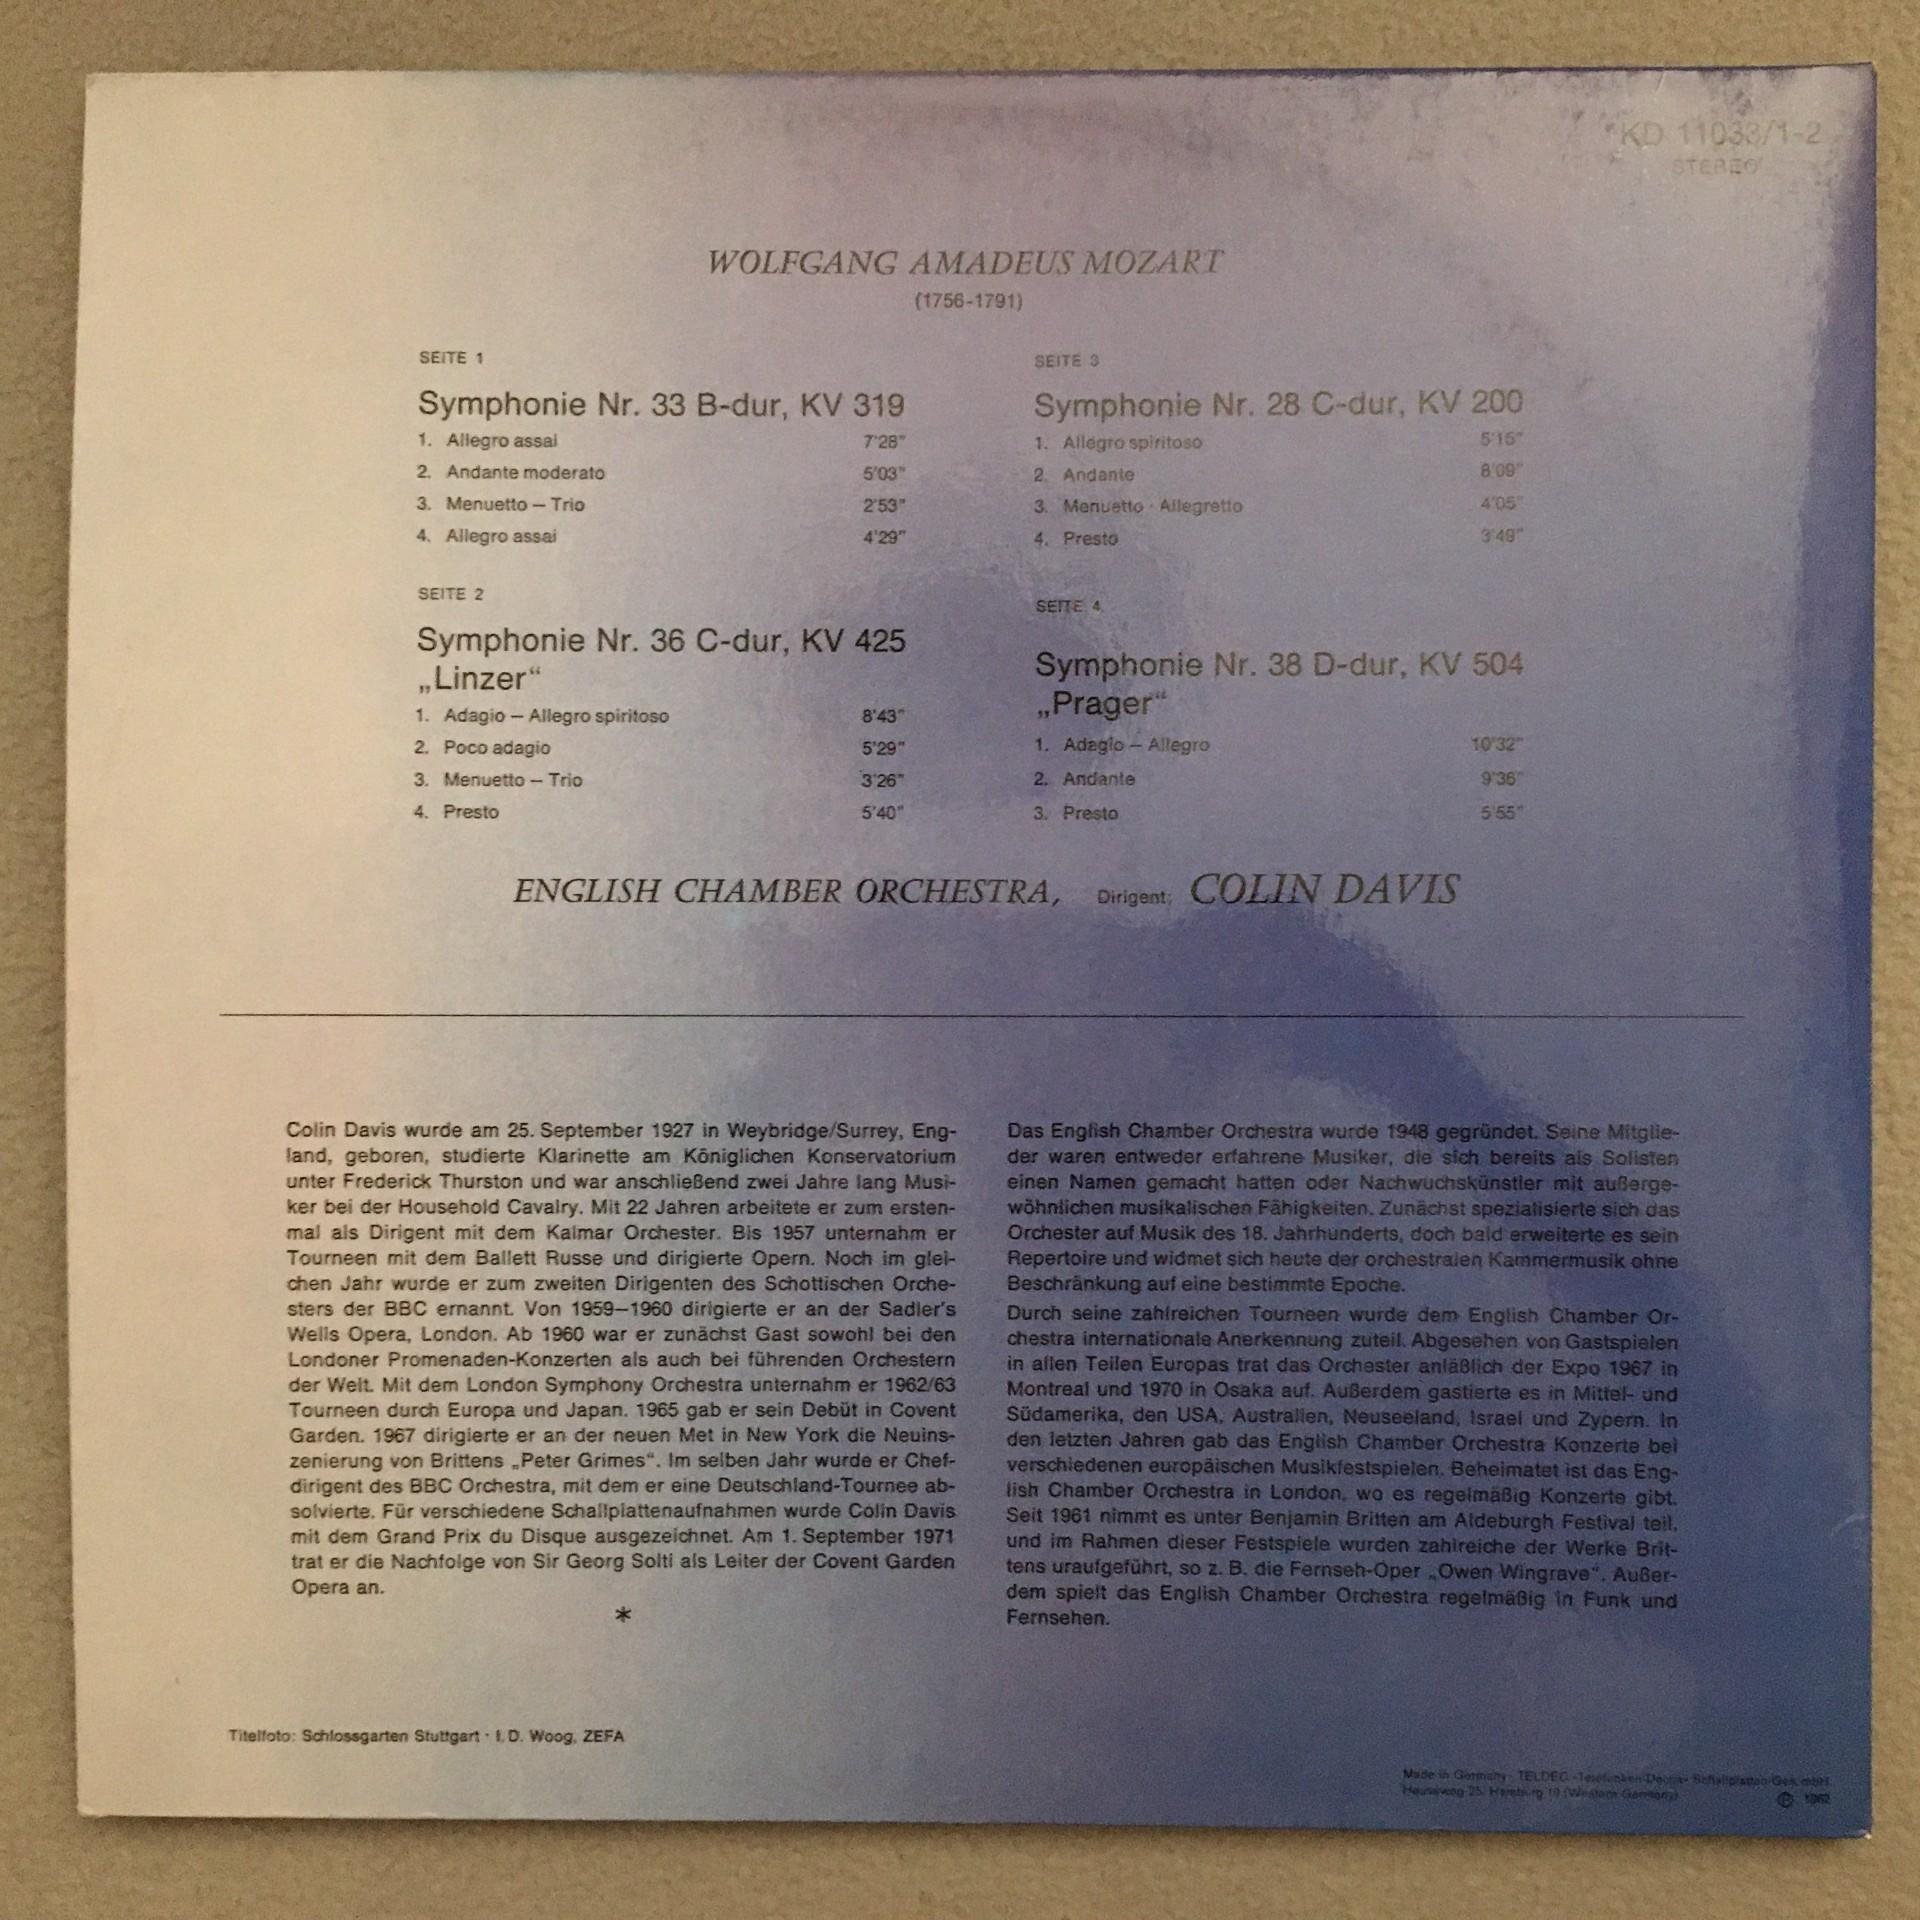 KD 11033/1-2
STEREO
WOLFGANG AMADEUS MOZART
(1756-1791)
SEITE 1
Symphonie Nr. 33 B-dur, KV 319
1. Allegro assai 7'28"
2. Andante moderato 5'03"
3. Menuetto – Trio 2'53"
4. Allegro assai 4'29"
SEITE 2
Symphonie Nr. 36 C-dur, KV 425
„Linzer“
1. Adagio – Allegro spiritoso 8'43"
2. Poco adagio 5'29"
3. Menuetto – Trio 3'26"
4. Presto 5'40"
SEITE 3
Symphonie Nr. 28 C-dur, KV 200
1. Allegro spiritoso 5'15"
2. Andante 8'09"
3. Menuetto · Allegretto 4'05"
4. Presto 3'49"
SEITE 4
Symphonie Nr. 38 D-dur, KV 504
„Prager“
1. Adagio – Allegro 10'32"
2. Andante 9'36"
3. Presto 5'55"
ENGLISH CHAMBER ORCHESTRA, Dirigent: COLIN DAVIS
Colin Davis wurde am 25. September 1927 in Weybridge/Surrey, Eng-
land, geboren, studierte Klarinette am Königlichen Konservatorium
unter Frederick Thurston und war anschließend zwei Jahre lang Musi-
ker bei der Household Cavalry. Mit 22 Jahren arbeitete er zum ersten-
mal als Dirigent mit dem Kalmar Orchester. Bis 1957 unternahm er
Tourneen mit dem Ballett Russe und dirigierte Opern. Noch im glei-
chen Jahr wurde er zum zweiten Dirigenten des Schottischen Orche-
sters der BBC ernannt. Von 1959–1960 dirigierte er an der Sadler's
Wells Opera, London. Ab 1960 war er zunächst Gast sowohl bei den
Londoner Promenaden-Konzerten als auch bei führenden Orchestern
der Welt. Mit dem London Symphony Orchestra unternahm er 1962/63
Tourneen durch Europa und Japan. 1965 gab er sein Debüt in Covent
Garden. 1967 dirigierte er an der neuen Met in New York die Neuins-
zenierung von Brittens „Peter Grimes“. Im selben Jahr wurde er Chef-
dirigent des BBC Orchestra, mit dem er eine Deutschland-Tournee ab-
solvierte. Für verschiedene Schallplattenaufnahmen wurde Colin Davis
mit dem Grand Prix du Disque ausgezeichnet. Am 1. September 1971
trat er die Nachfolge von Sir Georg Solti als Leiter der Covent Garden
Opera an.
*
Das English Chamber Orchestra wurde 1948 gegründet. Seine Mitglie-
der waren entweder erfahrene Musiker, die sich bereits als Solisten
einen Namen gemacht hatten oder Nachwuchskünstler mit außerge-
wöhnlichen musikalischen Fähigkeiten. Zunächst spezialisierte sich das
Orchester auf Musik des 18. Jahrhunderts, doch bald erweiterte es sein
Repertoire und widmet sich heute der orchestralen Kammermusik ohne
Beschränkung auf eine bestimmte Epoche.
Durch seine zahlreichen Tourneen wurde dem English Chamber Or-
chestra internationale Anerkennung zuteil. Abgesehen von Gastspielen
in allen Teilen Europas trat das Orchester anläßlich der Expo 1967 in
Montreal und 1970 in Osaka auf. Außerdem gastierte es in Mittel- und
Südamerika, den USA, Australien, Neuseeland, Israel und Zypern. In
den letzten Jahren gab das English Chamber Orchestra Konzerte bei
verschiedenen europäischen Musikfestspielen. Beheimatet ist das Eng-
lish Chamber Orchestra in London, wo es regelmäßig Konzerte gibt.
Seit 1961 nimmt es unter Benjamin Britten am Aldeburgh Festival teil,
und im Rahmen dieser Festspiele wurden zahlreiche der Werke Brit-
tens uraufgeführt, so z. B. die Fernseh-Oper „Owen Wingrave“. Außer-
dem spielt das English Chamber Orchestra regelmäßig in Funk und
Fernsehen.
Titelfoto: Schlossgarten Stuttgart · I. D. Woog, ZEFA
Made in Germany · TELDEC »Telefunken-Decca« Schallplatten-Ges. mbH.
Heussweg 25, Hamburg 19 (Western Germany)
Ⓟ 1962